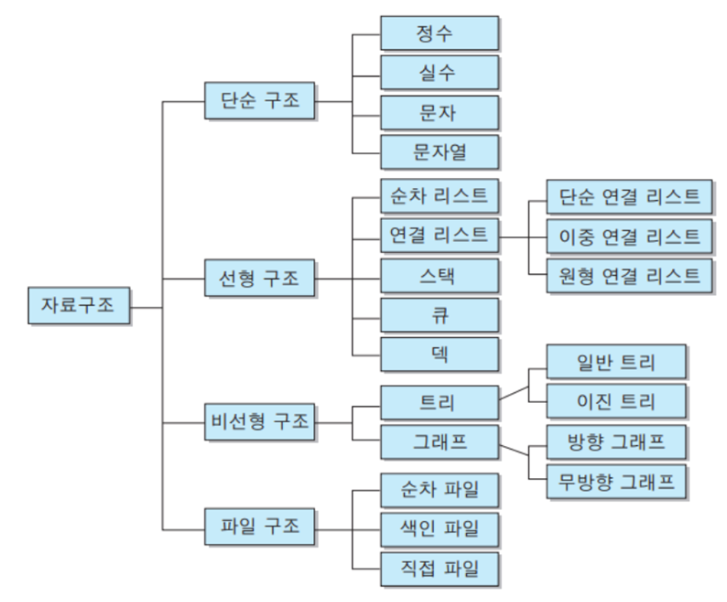 자료구조
단순 구조
정수
실수
문자
문자열
선형 구조
순차 리스트
연결 리스트
단순 연결 리스트
이중 연결 리스트
원형 연결 리스트
스택
큐
덱
비선형 구조
트리
일반 트리
이진 트리
그래프
방향 그래프
무방향 그래프
파일 구조
순차 파일
색인 파일
직접 파일